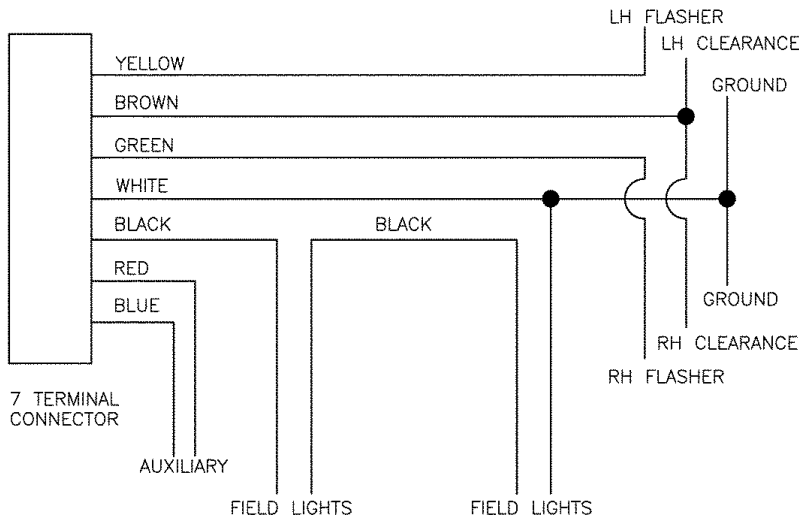 LH FLASHER
LH CLEARANCE
YELLOW
GROUND
BROWN
GREEN
WHITE
BLACK
BLACK
RED
BLUE
GROUND
RH CLEARANCE
RH FLASHER
7 TERMINAL
CONNECTOR
AUXILIARY
FIELD LIGHTS
FIELD LIGHTS